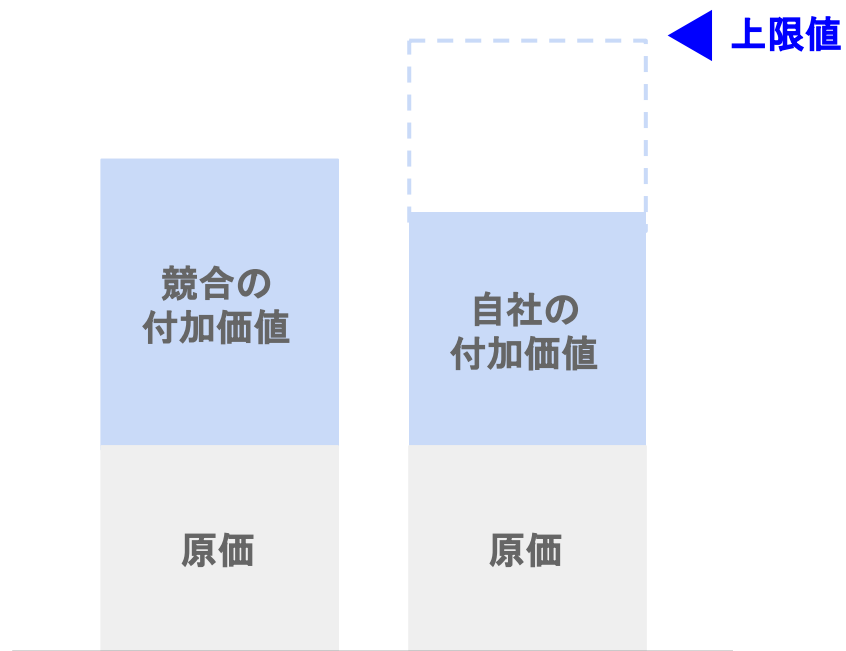 上限値
競合の
付加価値
自社の
付加価値
原価
原価